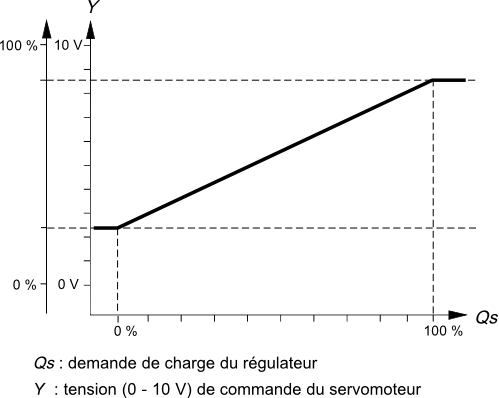 Y
100 % 10 V
0 % 0 V
0 % 100 % Qs
Qs : demande de charge du régulateur
Y : tension (0 - 10 V) de commande du servomoteur